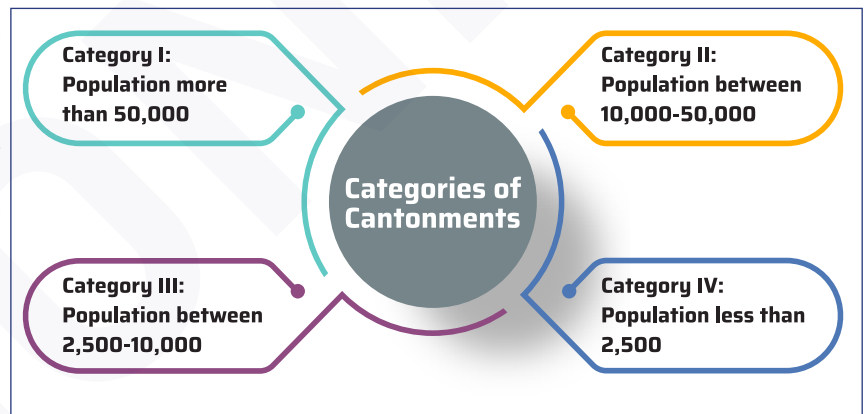 Category I:
Population more
than 50,000
Category II:
Population between
10,000-50,000
Categories of
Cantonments
Category III:
Population between
2,500-10,000
Category IV:
Population less than
2,500